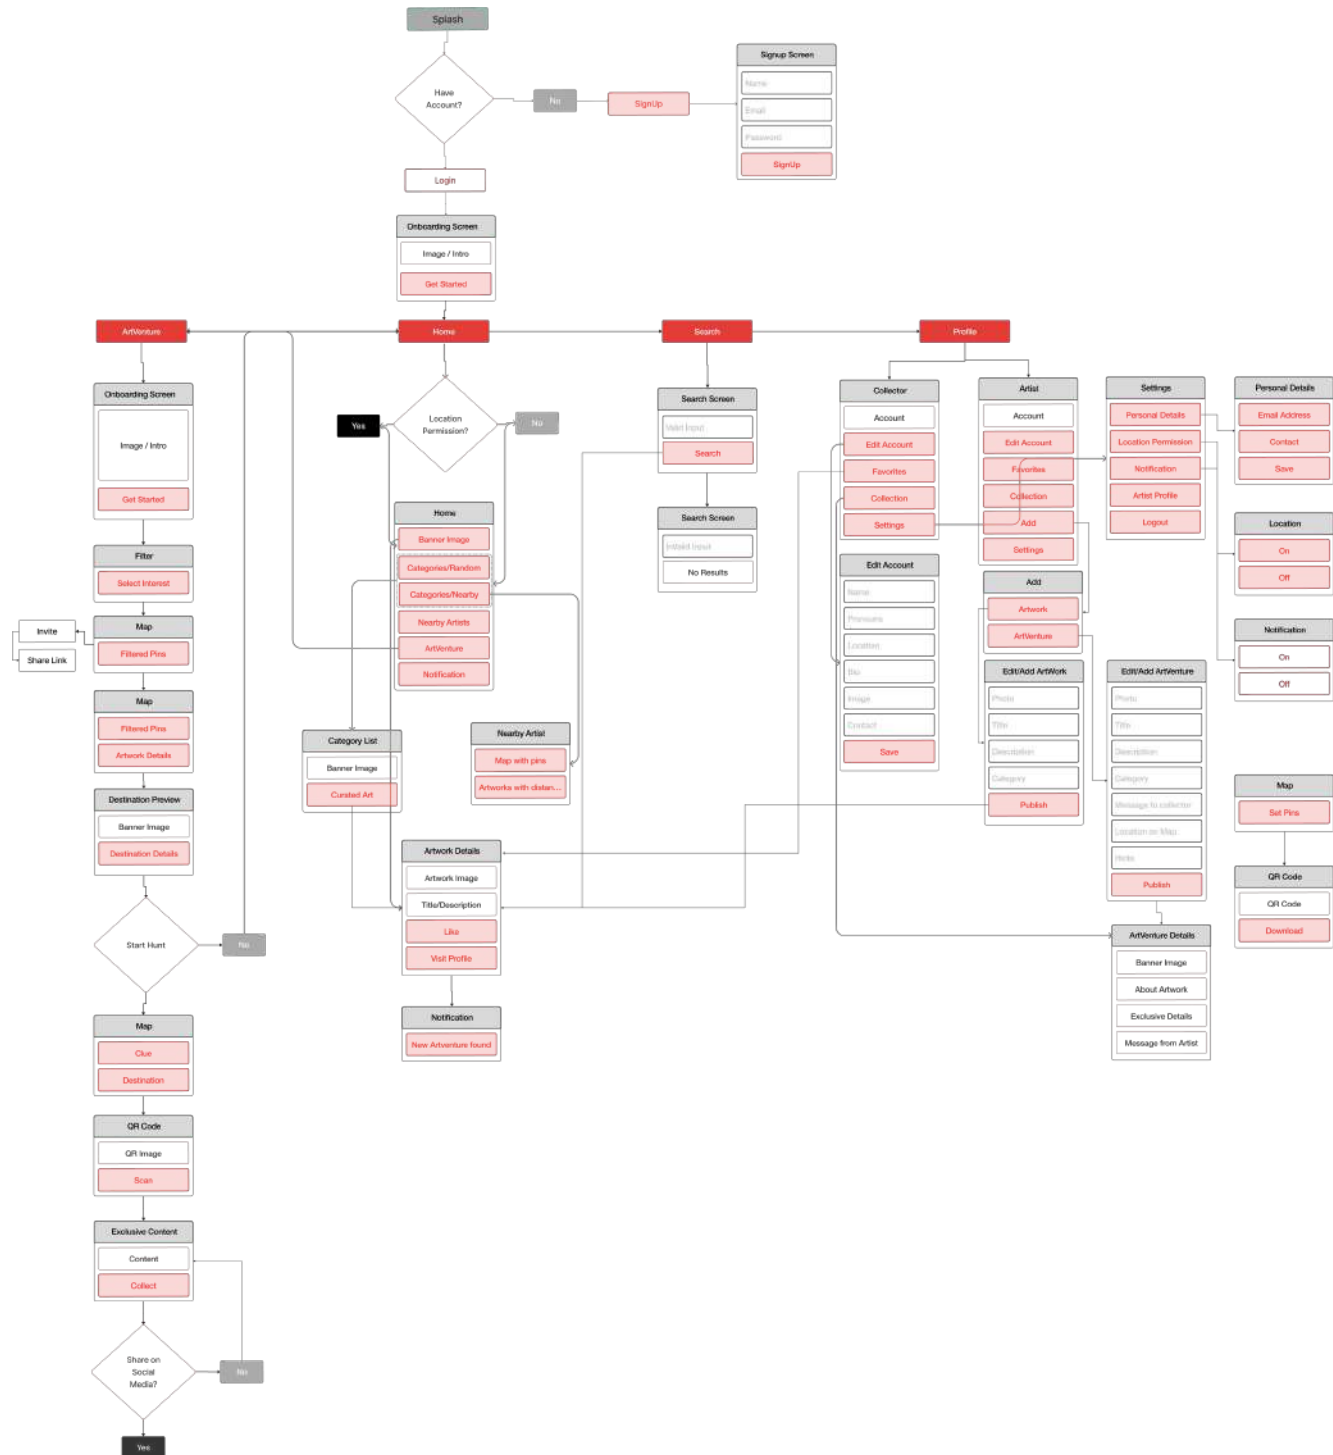 Splash
Have
Account?
No
SignUp
Signup Screen
Name
Email
Password
SignUp
Login
Onboarding Screen
Image / Intro
Get Started
ArtVenture
Home
Search
Profile
Onboarding Screen
Image / Intro
Get Started
Filter
Select Interest
Map
Filtered Pins
Invite
Share Link
Map
Filtered Pins
Artwork Details
Destination Preview
Banner Image
Destination Details
Start Hunt
No
Map
Clue
Destination
QR Code
QR Image
Scan
Exclusive Content
Content
Collect
Share on
Social
Media?
No
Yes
Location
Permission?
Yes
No
Home
Banner Image
Categories/Random
Categories/Nearby
Nearby Artists
ArtVenture
Notification
Category List
Banner Image
Curated Art
Nearby Artist
Map with pins
Artworks with distan...
Artwork Details
Artwork Image
Title/Description
Like
Visit Profile
Notification
New Artventure found
Search Screen
Valid Input
Search
Search Screen
InValid Input
No Results
Collector
Account
Edit Account
Favorites
Collection
Settings
Edit Account
Name
Pronouns
Location
Bio
Image
Contact
Save
Artist
Account
Edit Account
Favorites
Collection
Add
Settings
Add
Artwork
ArtVenture
Edit/Add ArtWork
Photo
Title
Description
Category
Publish
Settings
Personal Details
Location Permission
Notification
Artist Profile
Logout
Edit/Add ArtVenture
Photo
Title
Description
Category
Message to collector
Location on Map
Hints
Publish
ArtVenture Details
Banner Image
About Artwork
Exclusive Details
Message from Artist
Personal Details
Email Address
Contact
Save
Location
On
Off
Notification
On
Off
Map
Set Pins
QR Code
QR Code
Download